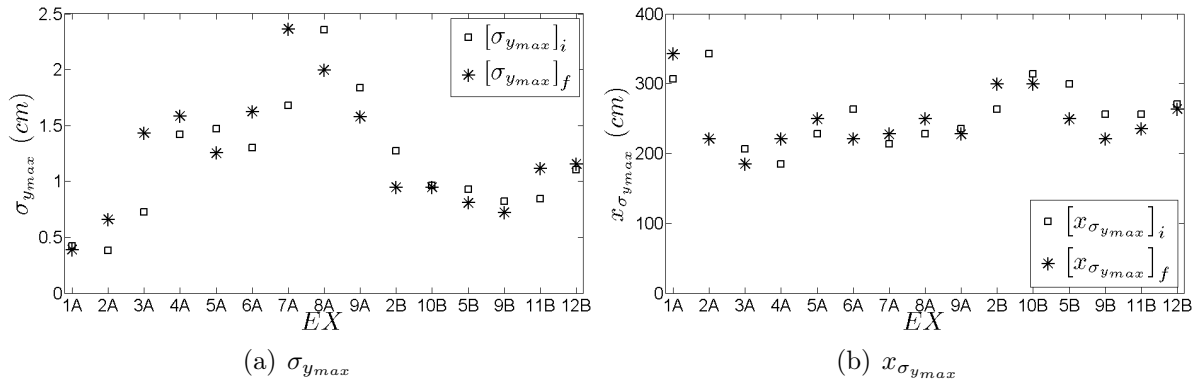 2.5
2
1.5
1
0.5
0
σ_{y_{max}} (cm)
[σ_{y_{max}}]_i
[σ_{y_{max}}]_f
1A 2A 3A 4A 5A 6A 7A 8A 9A 2B 10B 5B 9B 11B 12B
EX
(a) σ_{y_{max}}
400
300
200
100
0
x_{σ_{y_{max}}} (cm)
[x_{σ_{y_{max}}}]_i
[x_{σ_{y_{max}}}]_f
1A 2A 3A 4A 5A 6A 7A 8A 9A 2B 10B 5B 9B 11B 12B
EX
(b) x_{σ_{y_{max}}}